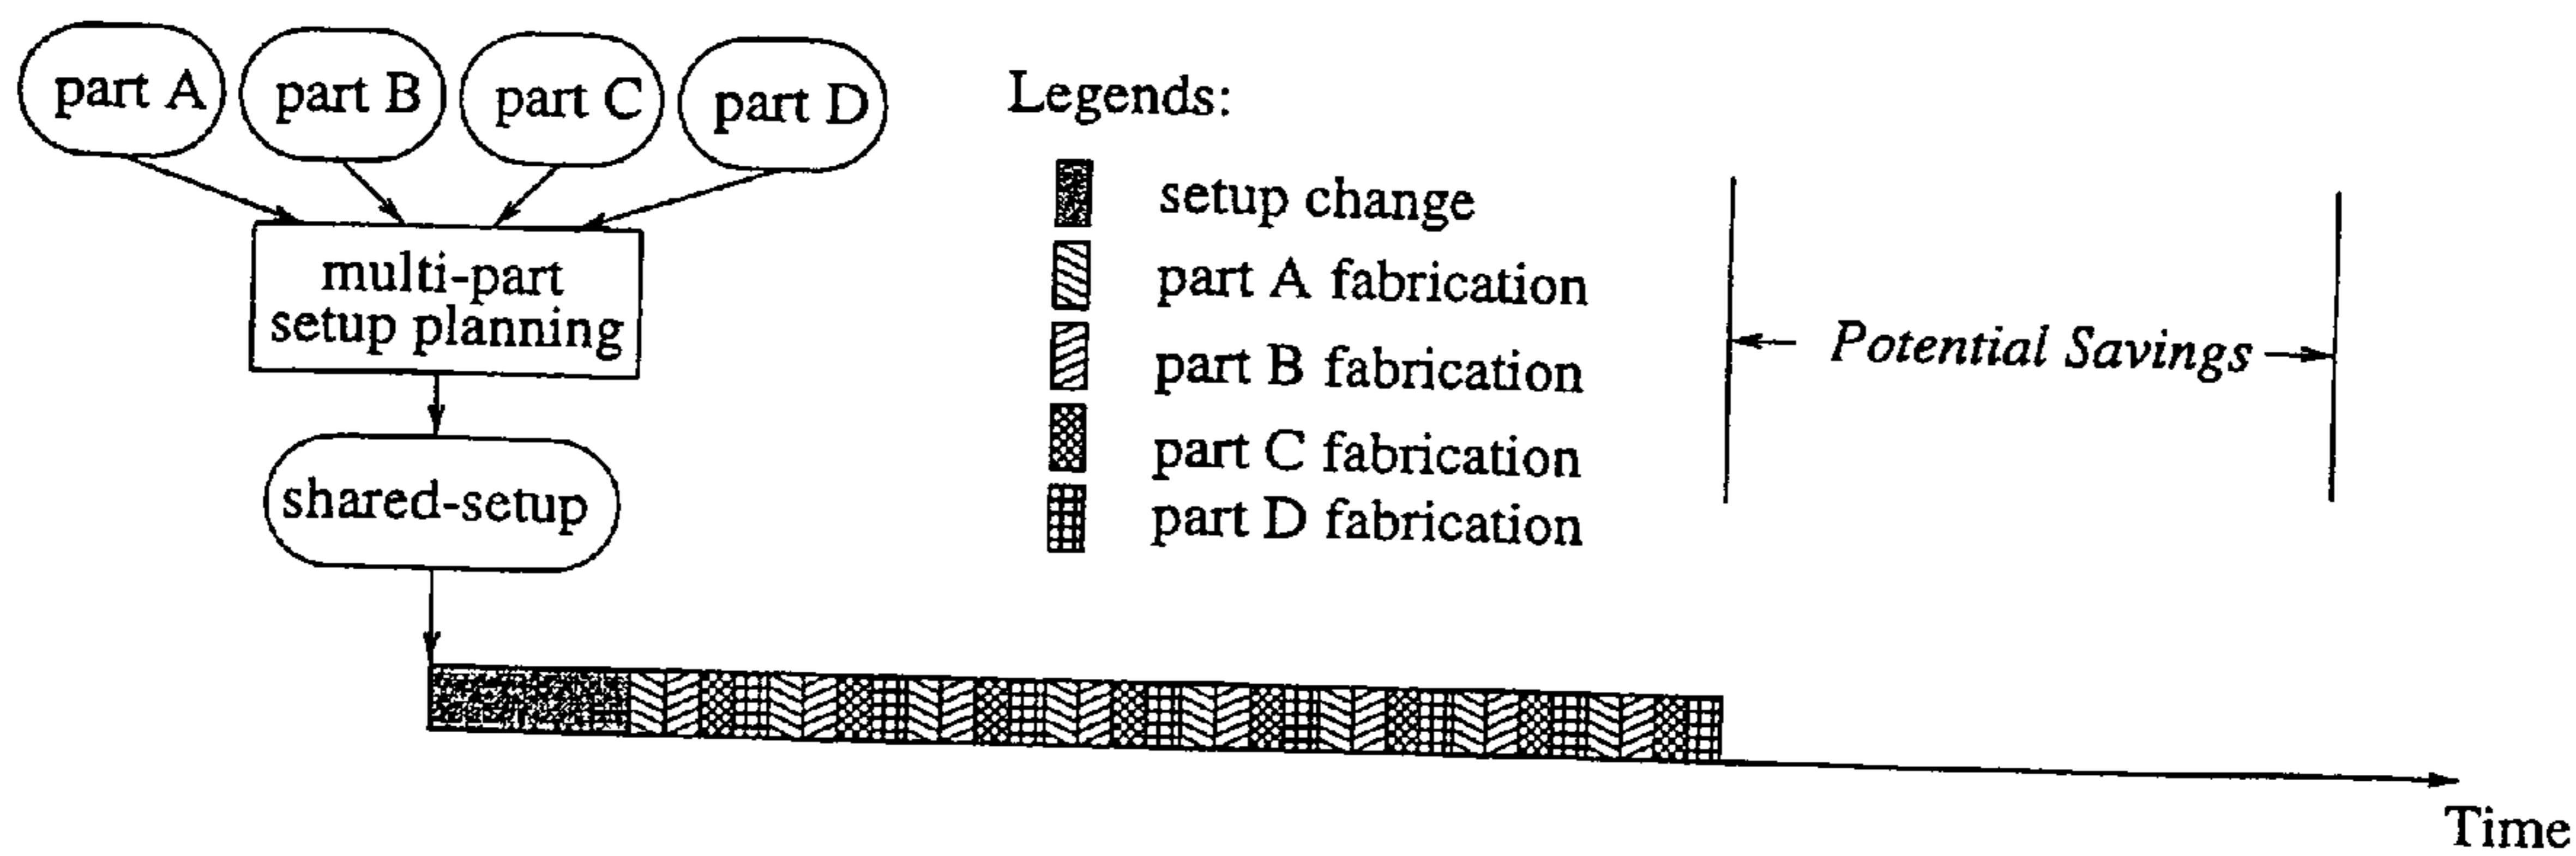 part A
part B
part C
part D
multi-part
setup planning
shared-setup
Legends:
setup change
part A fabrication
part B fabrication
part C fabrication
part D fabrication
Potential Savings
Time